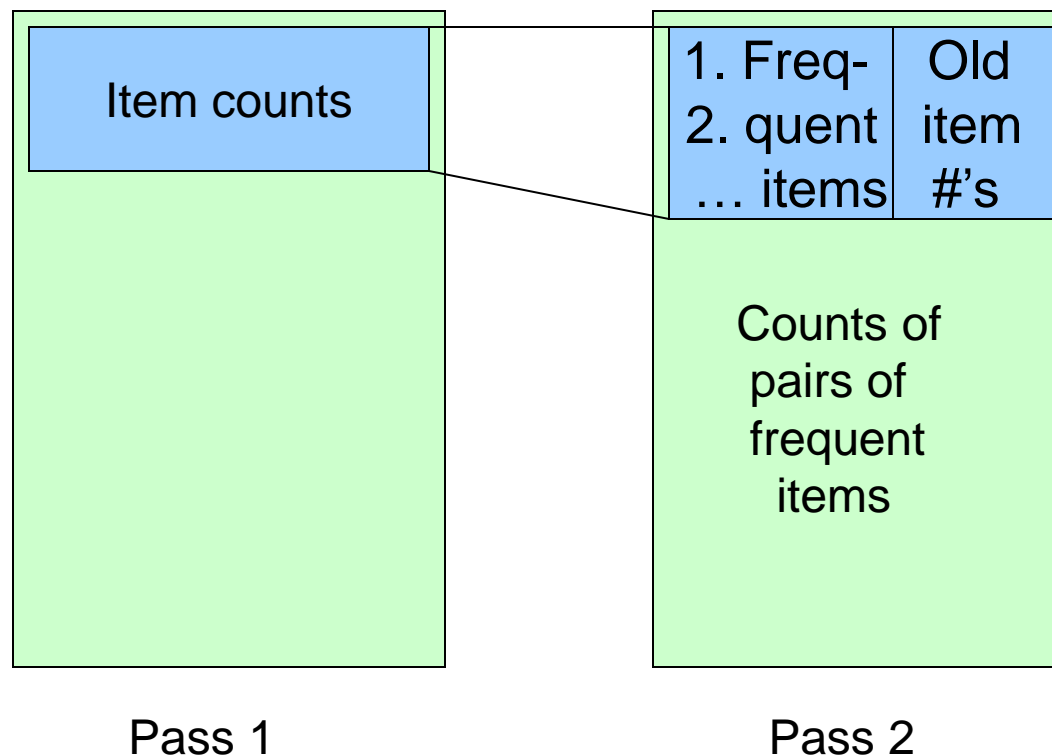 Item counts
1. Freq-
2. quent
… items
Old
item
#’s
Counts of
pairs of
frequent
items
Pass 1
Pass 2